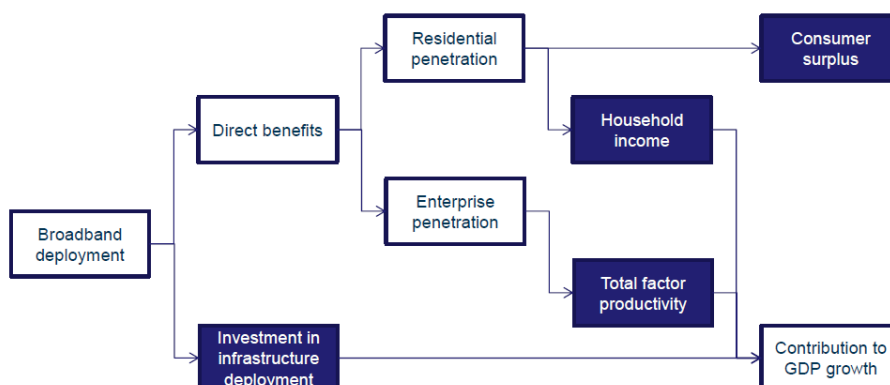 Residential
penetration
Consumer
surplus
Direct benefits
Household
income
Enterprise
penetration
Broadband
deployment
Total factor
productivity
Investment in
infrastructure
deployment
Contribution to
GDP growth